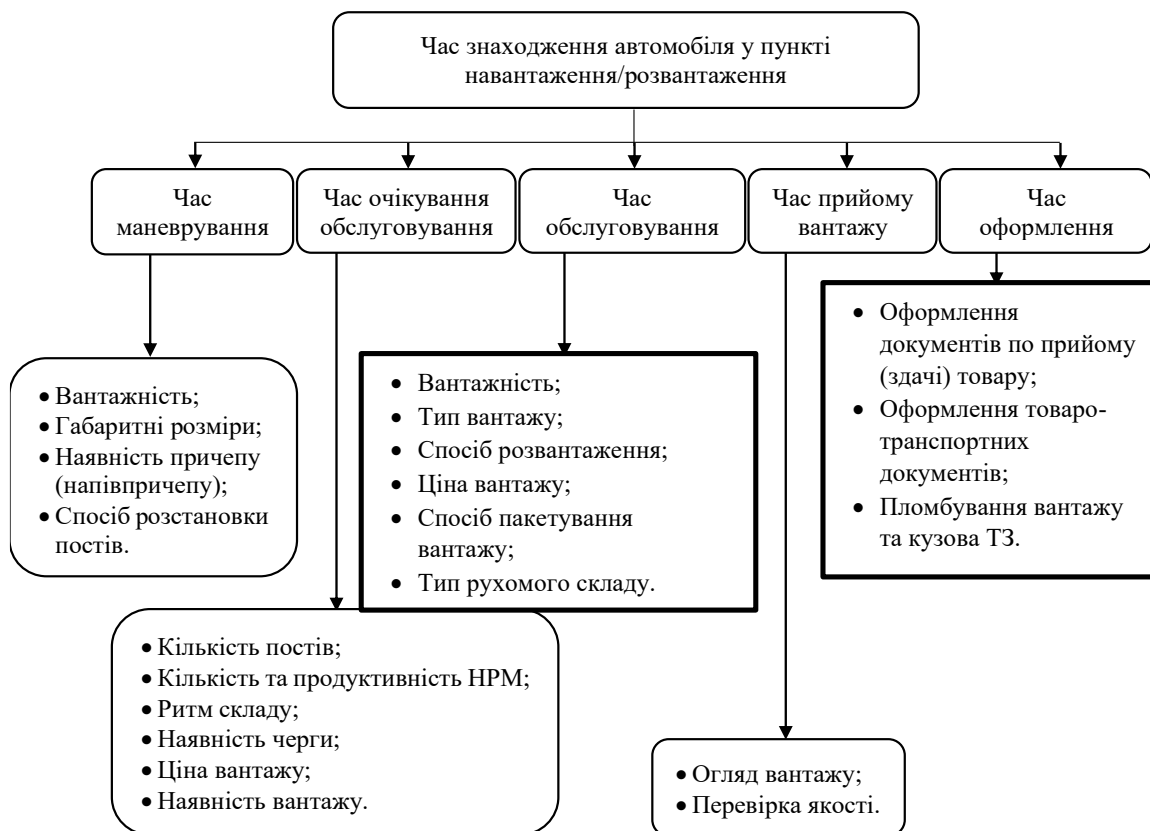 Час знаходження автомобіля у пункті
навантаження/розвантаження
Час
маневрування
Час очікування
обслуговування
Час
обслуговування
Час прийому
вантажу
Час
оформлення
• Вантажність;
• Габаритні розміри;
• Наявність причепу
(напівпричепу);
• Спосіб розстановки
постів.
• Кількість постів;
• Кількість та продуктивність НРМ;
• Ритм складу;
• Наявність черги;
• Ціна вантажу;
• Наявність вантажу.
• Вантажність;
• Тип вантажу;
• Спосіб розвантаження;
• Ціна вантажу;
• Спосіб пакетування
вантажу;
• Тип рухомого складу.
• Огляд вантажу;
• Перевірка якості.
• Оформлення
документів по прийому
(здачі) товару;
• Оформлення товаро-
транспортних
документів;
• Пломбування вантажу
та кузова ТЗ.